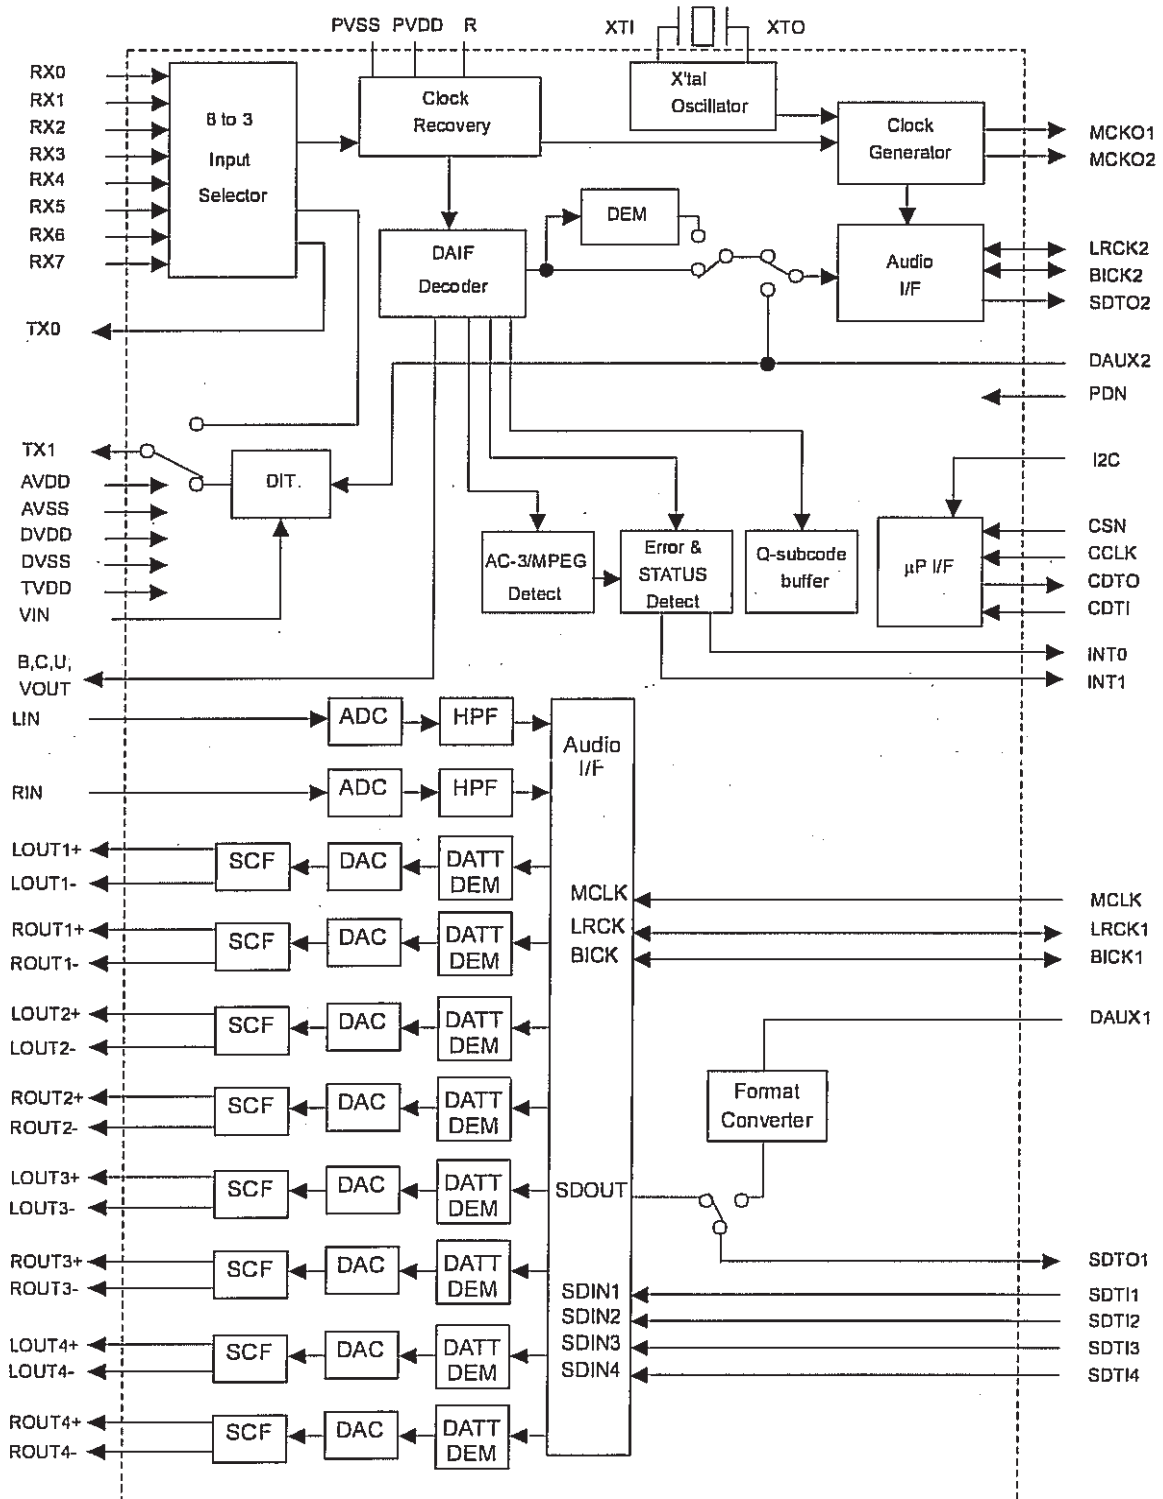 PVSS PVDD R
XTI XTO
RX0
RX1
RX2
RX3
RX4
RX5
RX6
RX7
8 to 3
Input
Selector
Clock
Recovery
X'tal
Oscillator
Clock
Generator
MCKO1
MCKO2
DEM
DAIF
Decoder
Audio
I/F
LRCK2
BICK2
SDTO2
TX0
DAUX2
PDN
TX1
AVDD
AVSS
DVDD
DVSS
TVDD
VIN
DIT.
I2C
AC-3/MPEG
Detect
Error &
STATUS
Detect
Q-subcode
buffer
µP I/F
CSN
CCLK
CDTO
CDTI
INT0
INT1
B,C,U,
VOUT
LIN
ADC
HPF
Audio
I/F
RIN
ADC
HPF
LOUT1+
LOUT1-
SCF
DAC
DATT
DEM
MCLK
MCLK
ROUT1+
ROUT1-
SCF
DAC
DATT
DEM
LRCK
LRCK1
BICK
BICK1
LOUT2+
LOUT2-
SCF
DAC
DATT
DEM
DAUX1
ROUT2+
ROUT2-
SCF
DAC
DATT
DEM
Format
Converter
LOUT3+
LOUT3-
SCF
DAC
DATT
DEM
SDOUT
ROUT3+
ROUT3-
SCF
DAC
DATT
DEM
SDTO1
SDIN1
SDTI1
SDIN2
SDTI2
SDIN3
SDTI3
SDIN4
SDTI4
LOUT4+
LOUT4-
SCF
DAC
DATT
DEM
ROUT4+
ROUT4-
SCF
DAC
DATT
DEM